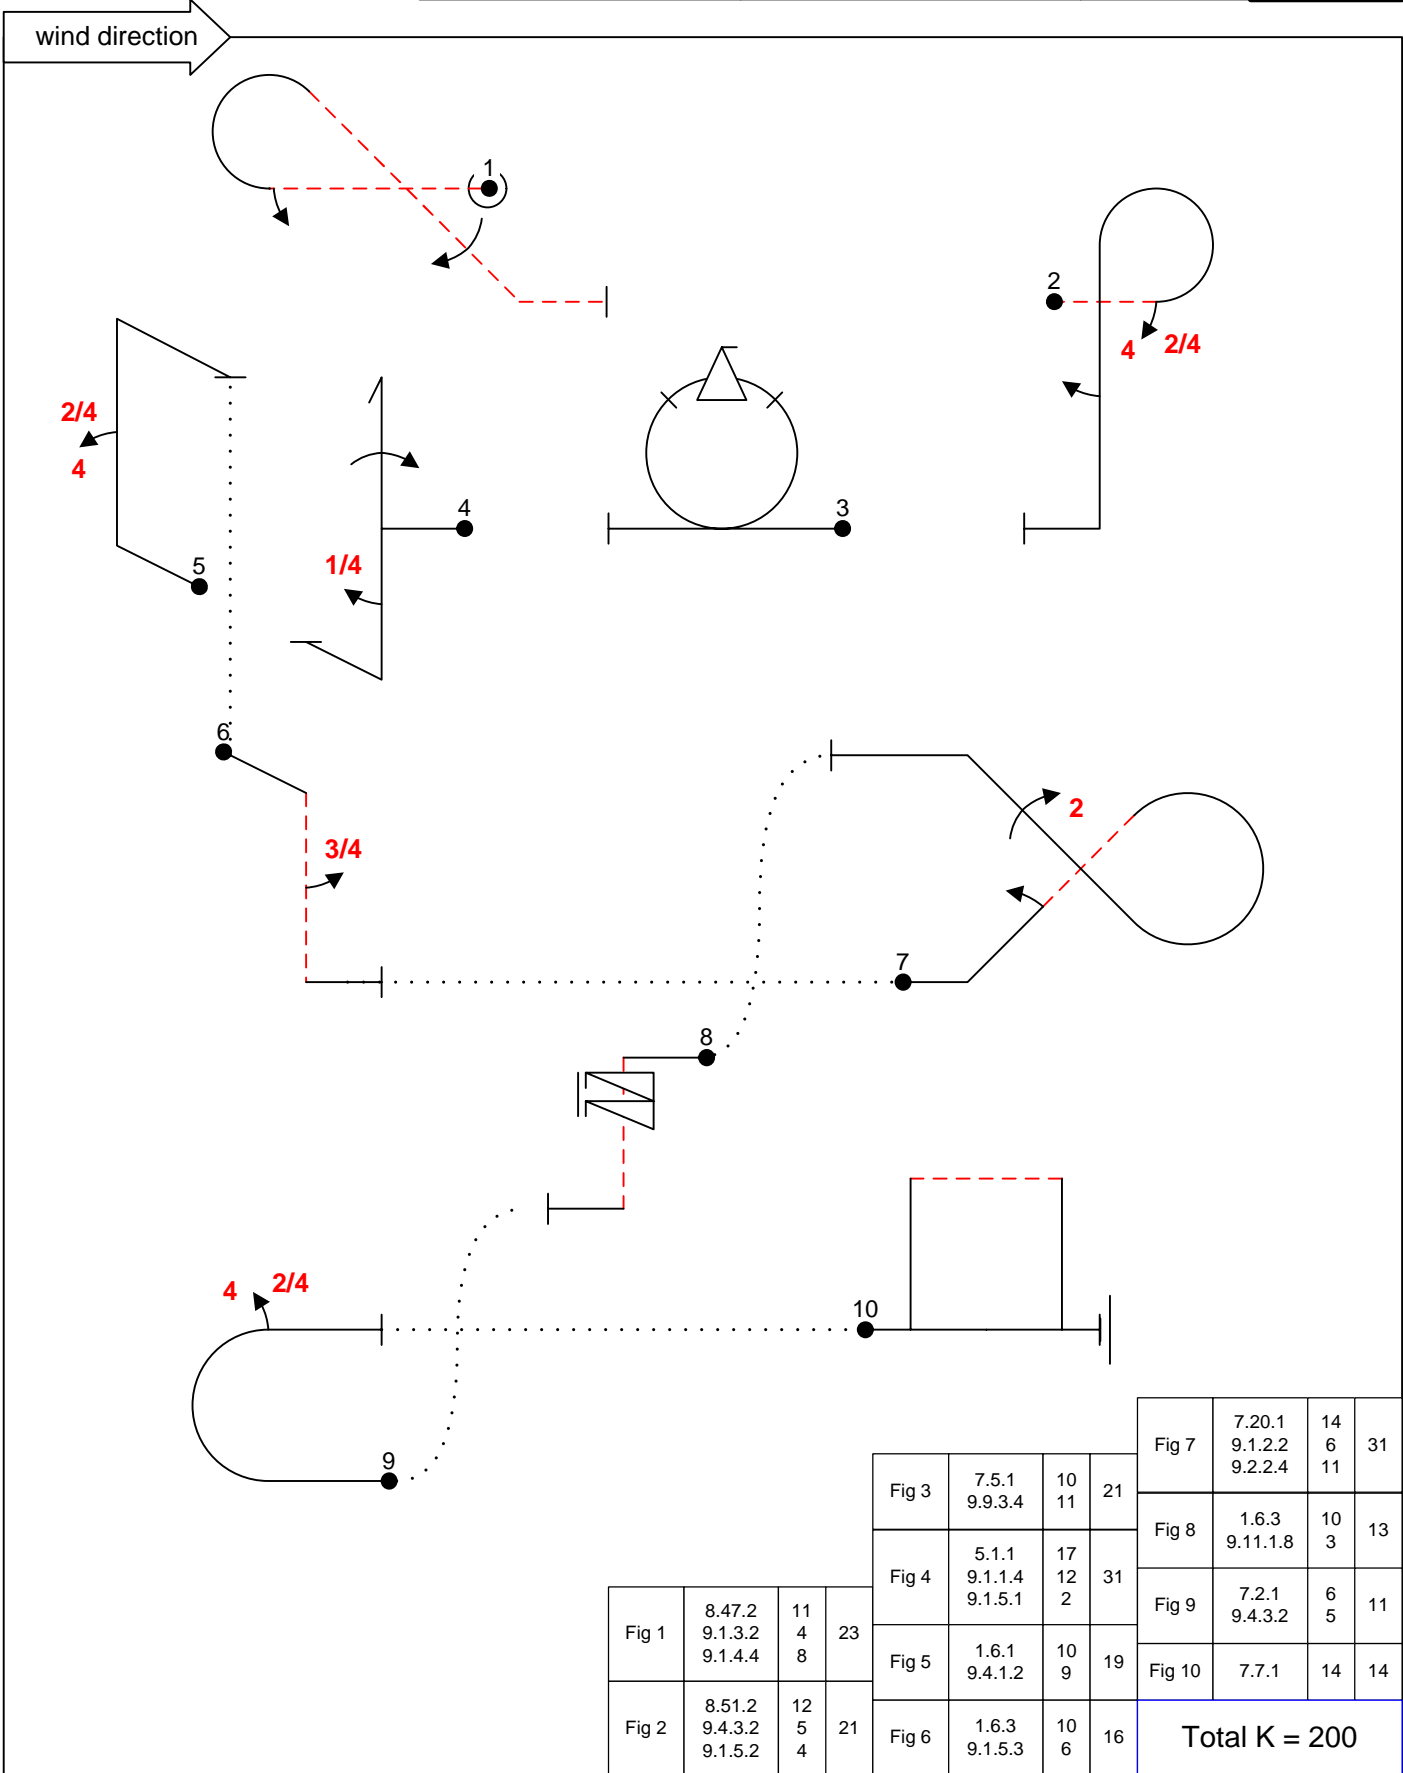 wind direction
1
2
4 2/4
2/4
4
5
4
1/4
3
6
3/4
2
7
8
4 2/4
10
9
Fig 1 8.47.2 11 23
9.1.3.2 4
9.1.4.4 8
Fig 2 8.51.2 12 21
9.4.3.2 5
9.1.5.2 4
Fig 3 7.5.1 10 21
9.9.3.4 11
Fig 4 5.1.1 17 31
9.1.1.4 12
9.1.5.1 2
Fig 5 1.6.1 10 19
9.4.1.2 9
Fig 6 1.6.3 10 16
9.1.5.3 6
Fig 7 7.20.1 14 31
9.1.2.2 6
9.2.2.4 11
Fig 8 1.6.3 10 13
9.11.1.8 3
Fig 9 7.2.1 6 11
9.4.3.2 5
Fig 10 7.7.1 14 14
Total K = 200